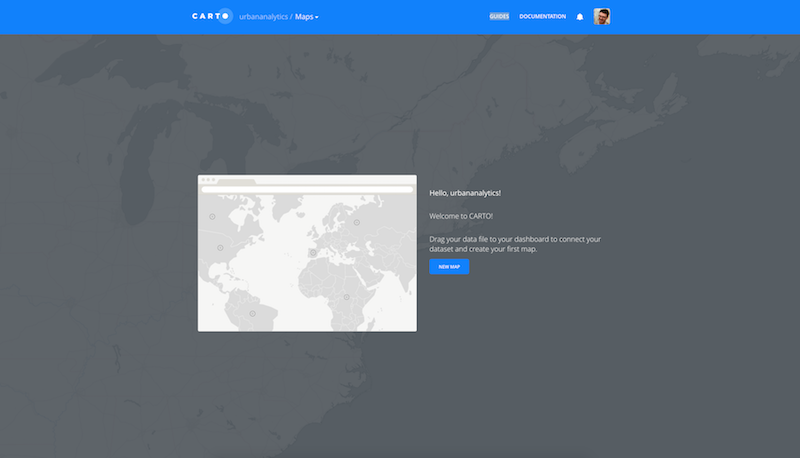 CARTO urbananalytics / Maps GUIDES DOCUMENTATION
Hello, urbananalytics!
Welcome to CARTO!
Drag your data file to your dashboard to connect your
dataset and create your first map.
NEW MAP